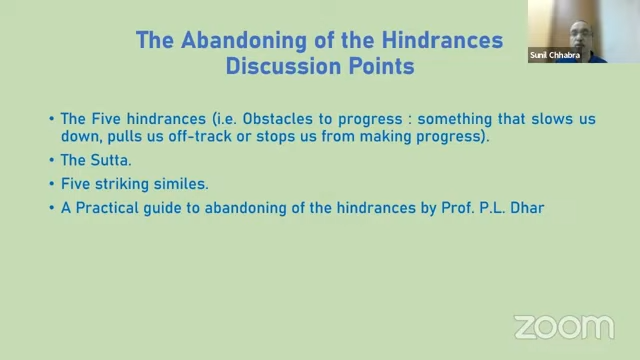 The Abandoning of the Hindrances
Discussion Points
Sunil Chhabra
• The Five hindrances (i.e. Obstacles to progress : something that slows us
down, pulls us off-track or stops us from making progress).
• The Sutta.
• Five striking similes.
• A Practical guide to abandoning of the hindrances by Prof. P.L. Dhar
zoom